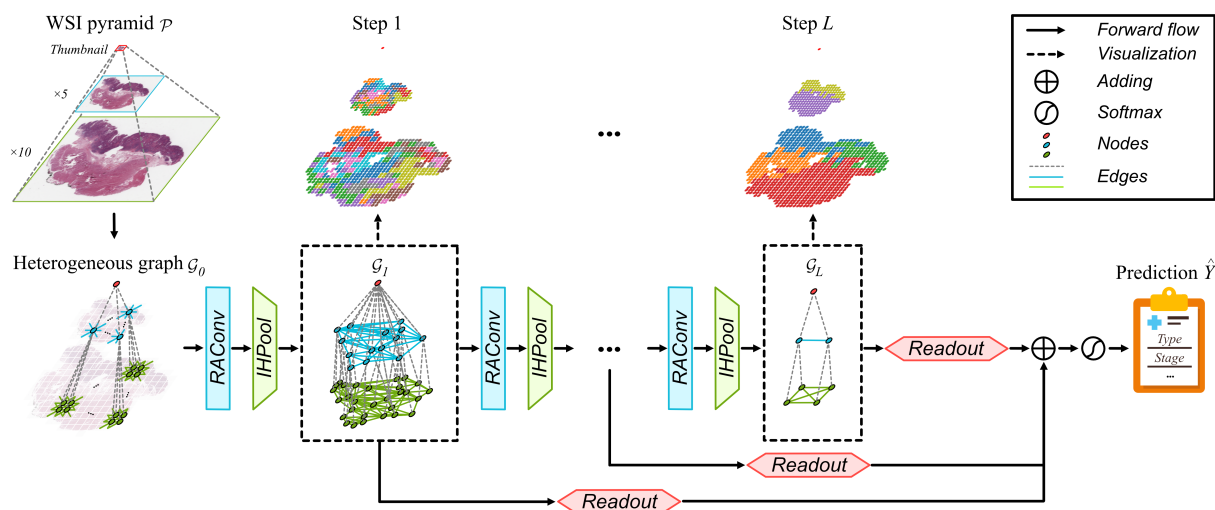 WSI pyramid 𝒫
Thumbnail
×5
×10
Step 1
...
Step L
Forward flow
Visualization
Adding
Softmax
Nodes
Edges
Heterogeneous graph 𝒢₀
RAConv
IHPool
𝒢₁
RAConv
IHPool
...
RAConv
IHPool
𝒢_L
Readout
Prediction Ŷ
Type
Stage
...
Readout
Readout